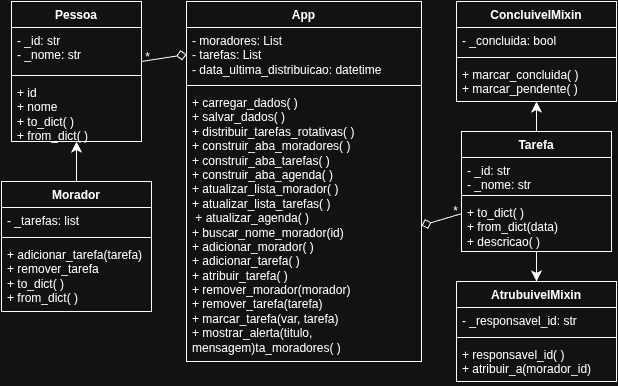 Pessoa
- _id: str
- _nome: str
+ id
+ nome
+ to_dict( )
+ from_dict( )
Morador
- _tarefas: list
+ adicionar_tarefa(tarefa)
+ remover_tarefa
+ to_dict( )
+ from_dict( )
*
App
- moradores: List
- tarefas: List
- data_ultima_distribuicao: datetime
+ carregar_dados( )
+ salvar_dados( )
+ distribuir_tarefas_rotativas( )
+ construir_aba_moradores( )
+ construir_aba_tarefas( )
+ construir_aba_agenda( )
+ atualizar_lista_morador( )
+ atualizar_lista_tarefas( )
+ atualizar_agenda( )
+ buscar_nome_morador(id)
+ adicionar_morador( )
+ adicionar_tarefa( )
+ atribuir_tarefa( )
+ remover_morador(morador)
+ remover_tarefa(tarefa)
+ marcar_tarefa(var, tarefa)
+ mostrar_alerta(titulo,
mensagem)ta_moradores( )
*
ConcluivelMixin
- _concluida: bool
+ marcar_concluida( )
+ marcar_pendente( )
Tarefa
- _id: str
- _nome: str
+ to_dict( )
+ from_dict(data)
+ descricao( )
AtrubuivelMixin
- _responsavel_id: str
+ responsavel_id( )
+ atribuir_a(morador_id)